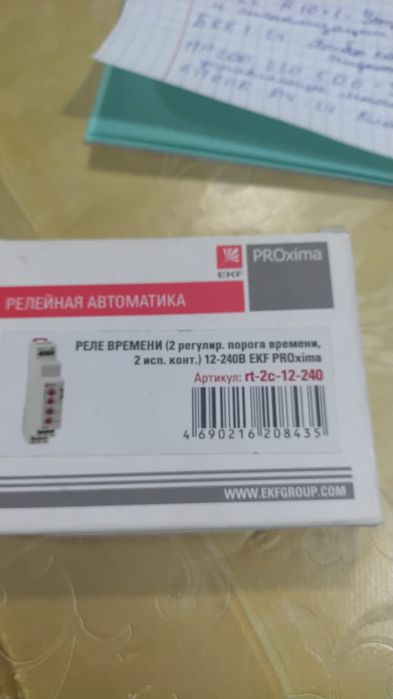 и сигнализации
EKF
PROxima
РЕЛЕЙНАЯ АВТОМАТИКА
РЕЛЕ ВРЕМЕНИ (2 регулир. порога времени,
2 исп. конт.) 12-240В EKF PROxima
Артикул: rt-2c-12-240
4 690216 208435
WWW.EKFGROUP.COM